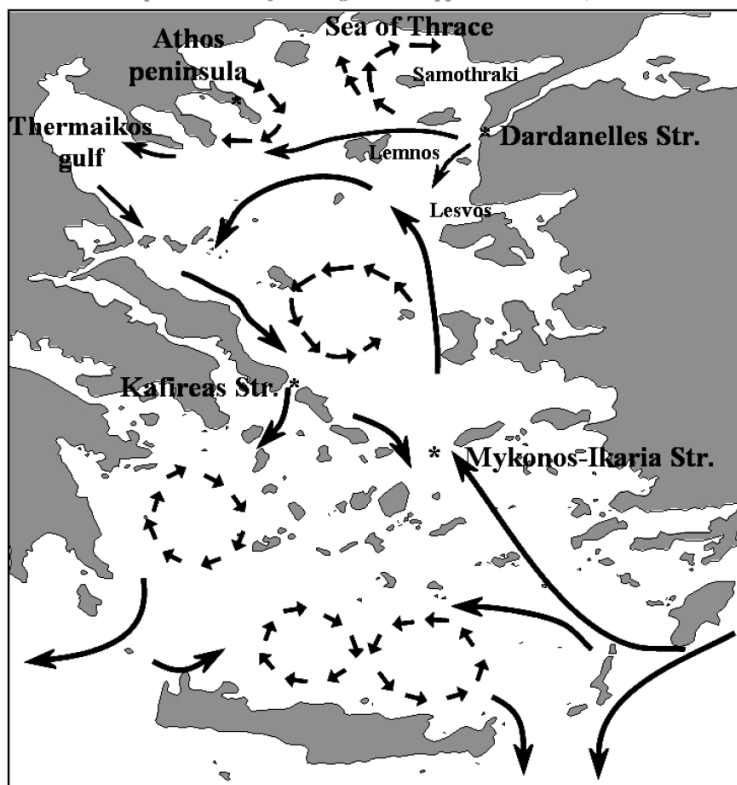 Sea of Thrace
Athos
peninsula
*
Samothraki
Thermaikos
gulf
* Dardanelles Str.
Lemnos
Lesvos
Kafireas Str. *
* Mykonos-Ikaria Str.